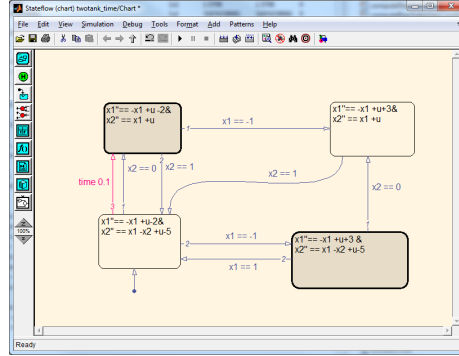 Stateflow (chart) twotank_time/Chart *
File Edit View Simulation Debug Tools Format Add Patterns Help
x1"== -x1 +u -2&
x2" == x1 +u
x1"== -x1 +u+3&
x2" == x1 +u
1
x1 == -1
2
x2 == 0
x2 == 1
x2 == 1
x2 == 0
time 0.1
3
1
1
x1"== -x1 +u-2&
x2" == x1 -x2 +u-5
2
x1 == -1
x1 == 1
2
x1"== -x1 +u+3 &
x2" == x1 -x2 +u-5
100%
Ready